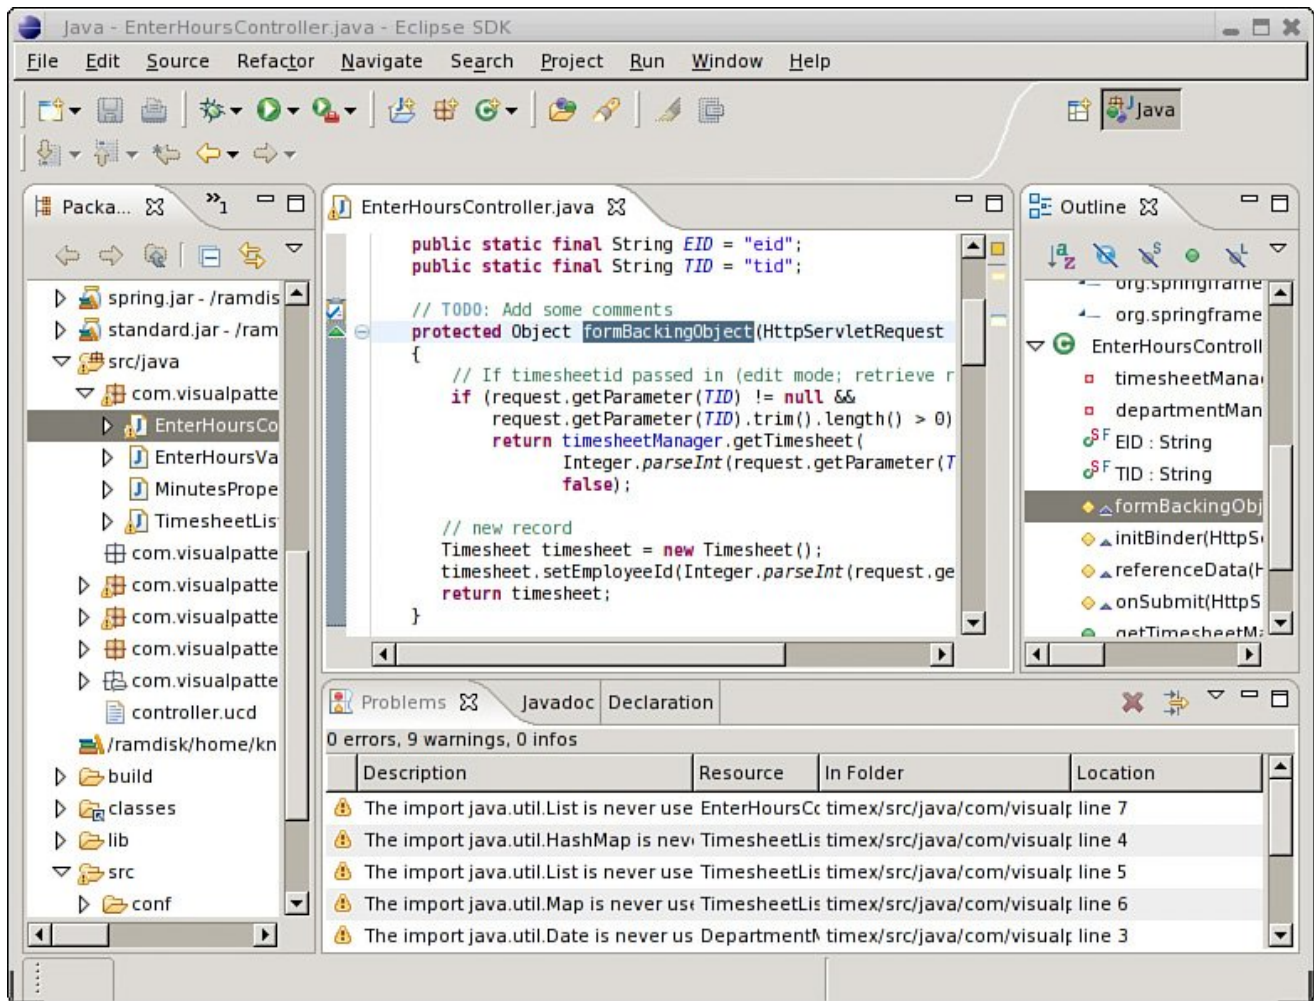 Java - EnterHoursController.java - Eclipse SDK
File Edit Source Refactor Navigate Search Project Run Window Help
Java
Packa... »1
EnterHoursController.java
Outline
spring.jar - /ramdis
standard.jar - /ram
src/java
com.visualpatte
EnterHoursCo
EnterHoursVa
MinutesPrope
TimesheetLis
com.visualpatte
com.visualpatte
com.visualpatte
com.visualpatte
com.visualpatte
controller.ucd
/ramdisk/home/kn
build
classes
lib
src
conf
public static final String EID = "eid";
public static final String TID = "tid";
// TODO: Add some comments
protected Object formBackingObject(HttpServletRequest
{
// If timesheetid passed in (edit mode; retrieve r
if (request.getParameter(TID) != null &&
request.getParameter(TID).trim().length() > 0)
return timesheetManager.getTimesheet(
Integer.parseInt(request.getParameter(T
false);
// new record
Timesheet timesheet = new Timesheet();
timesheet.setEmployeeId(Integer.parseInt(request.ge
return timesheet;
}
org.springframe
org.springframe
EnterHoursControll
timesheetMana
departmentMan
EID : String
TID : String
formBackingObj
initBinder(HttpS
referenceData(H
onSubmit(HttpS
getTimesheetMa
Problems Javadoc Declaration
0 errors, 9 warnings, 0 infos
Description Resource In Folder Location
The import java.util.List is never use EnterHoursCo timex/src/java/com/visualp line 7
The import java.util.HashMap is nev TimesheetLis timex/src/java/com/visualp line 4
The import java.util.List is never use TimesheetLis timex/src/java/com/visualp line 5
The import java.util.Map is never us TimesheetLis timex/src/java/com/visualp line 6
The import java.util.Date is never us DepartmentM timex/src/java/com/visualp line 3